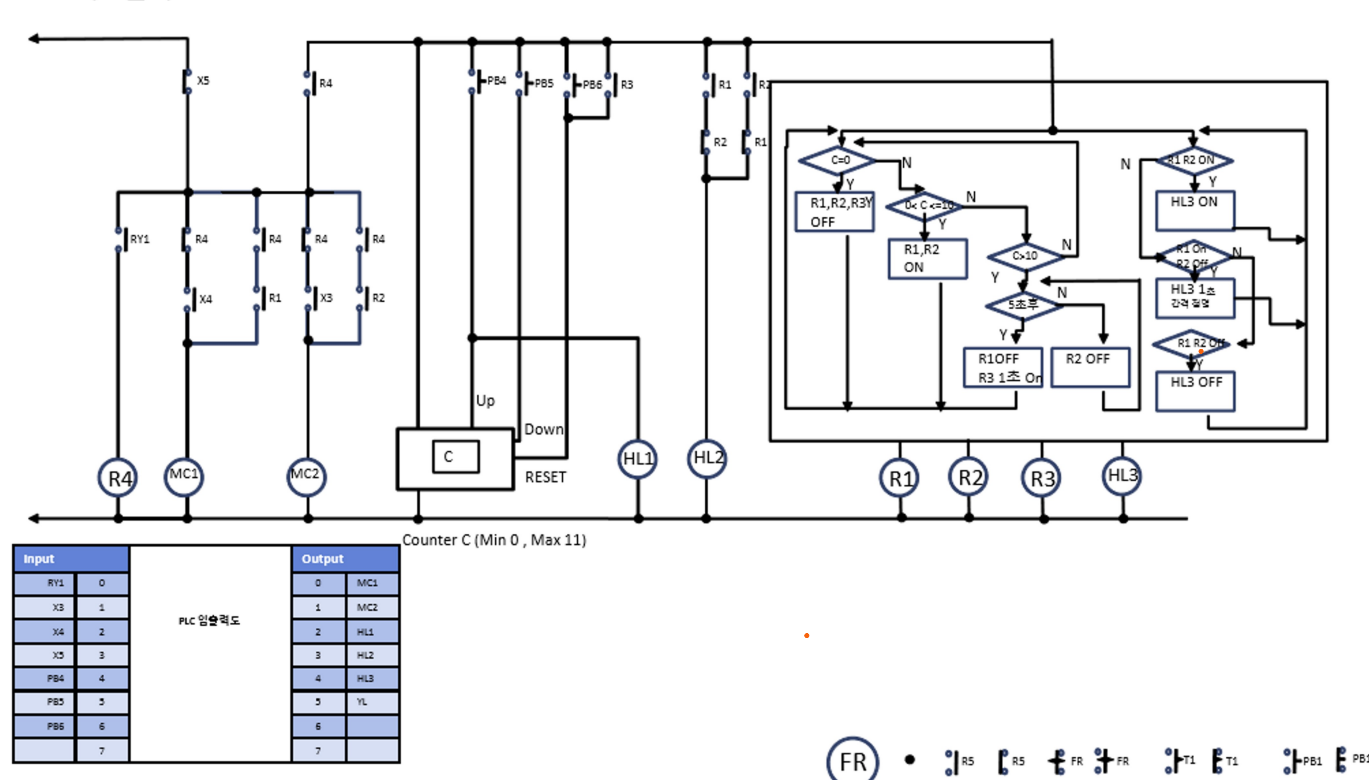 X5
R4
PB4
PB5
PB6
R3
R1
R2
R2
R1
RY1
R4
R4
R4
R4
X4
R1
X3
R2
C=0
N
Y
R1,R2,R3Y
OFF
0< C <=10
N
Y
R1,R2
ON
C>10
N
Y
5초후
N
Y
R1OFF
R3 1초 On
R2 OFF
R1 R2 ON
N
Y
HL3 ON
R1 On
R2 Off
N
Y
HL3 1초
간격 점멸
R1 R2 Off
Y
HL3 OFF
Up
Down
C
RESET
R4
MC1
MC2
HL1
HL2
R1
R2
R3
HL3
Counter C (Min 0 , Max 11)
Input
RY1 0
X3 1
X4 2
X5 3
PB4 4
PB5 5
PB6 6
7
PLC 입출력도
Output
0 MC1
1 MC2
2 HL1
3 HL2
4 HL3
5 YL
6
7
FR
R5
R5
FR
FR
T1
T1
PB1